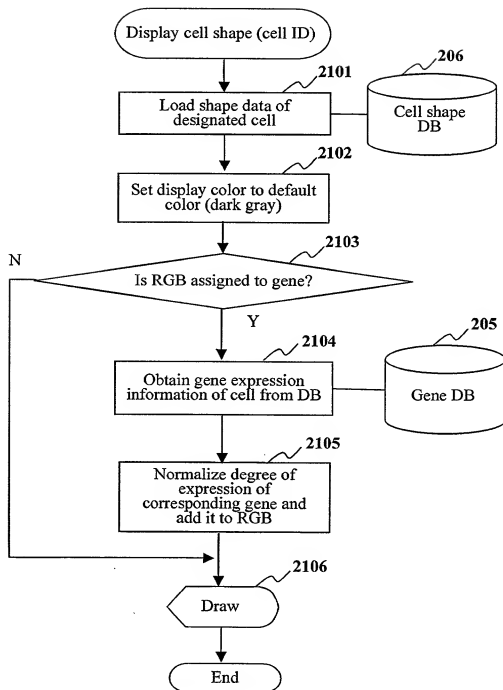 Display cell shape (cell ID)
2101
206
Load shape data of
designated cell
Cell shape
DB
2102
Set display color to default
color (dark gray)
2103
N
Is RGB assigned to gene?
Y
2104
205
Obtain gene expression
information of cell from DB
Gene DB
2105
Normalize degree of
expression of
corresponding gene and
add it to RGB
2106
Draw
End